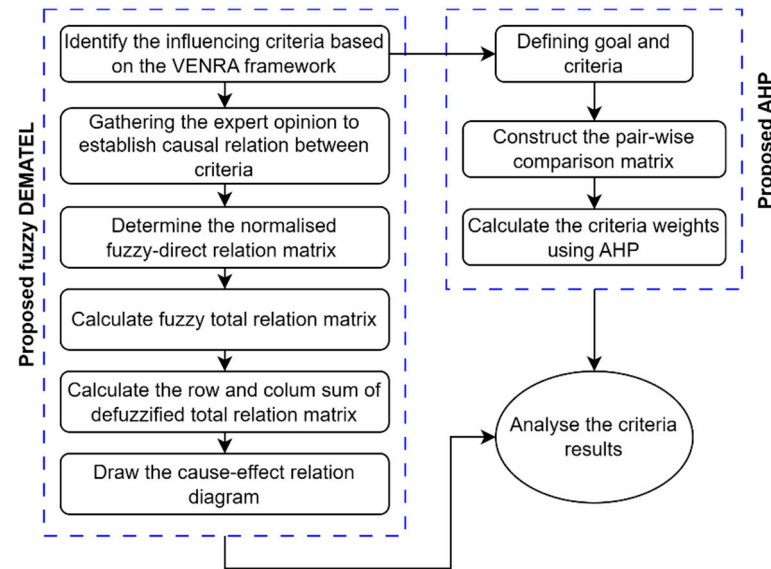 Proposed fuzzy DEMATEL
Identify the influencing criteria based
on the VENRA framework
Gathering the expert opinion to
establish causal relation between
criteria
Determine the normalised
fuzzy-direct relation matrix
Calculate fuzzy total relation matrix
Calculate the row and colum sum of
defuzzified total relation matrix
Draw the cause-effect relation
diagram
Proposed AHP
Defining goal and
criteria
Construct the pair-wise
comparison matrix
Calculate the criteria weights
using AHP
Analyse the criteria
results